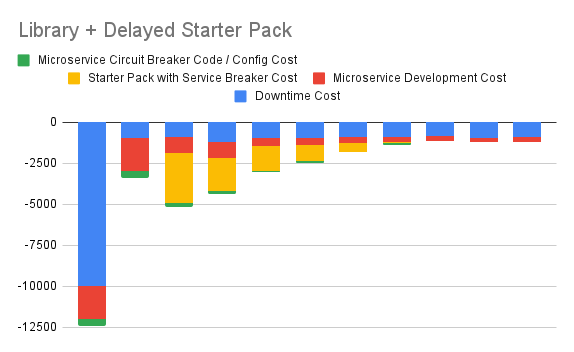 Library + Delayed Starter Pack
Microservice Circuit Breaker Code / Config Cost
Starter Pack with Service Breaker Cost Microservice Development Cost
Downtime Cost
0
-2500
-5000
-7500
-10000
-12500